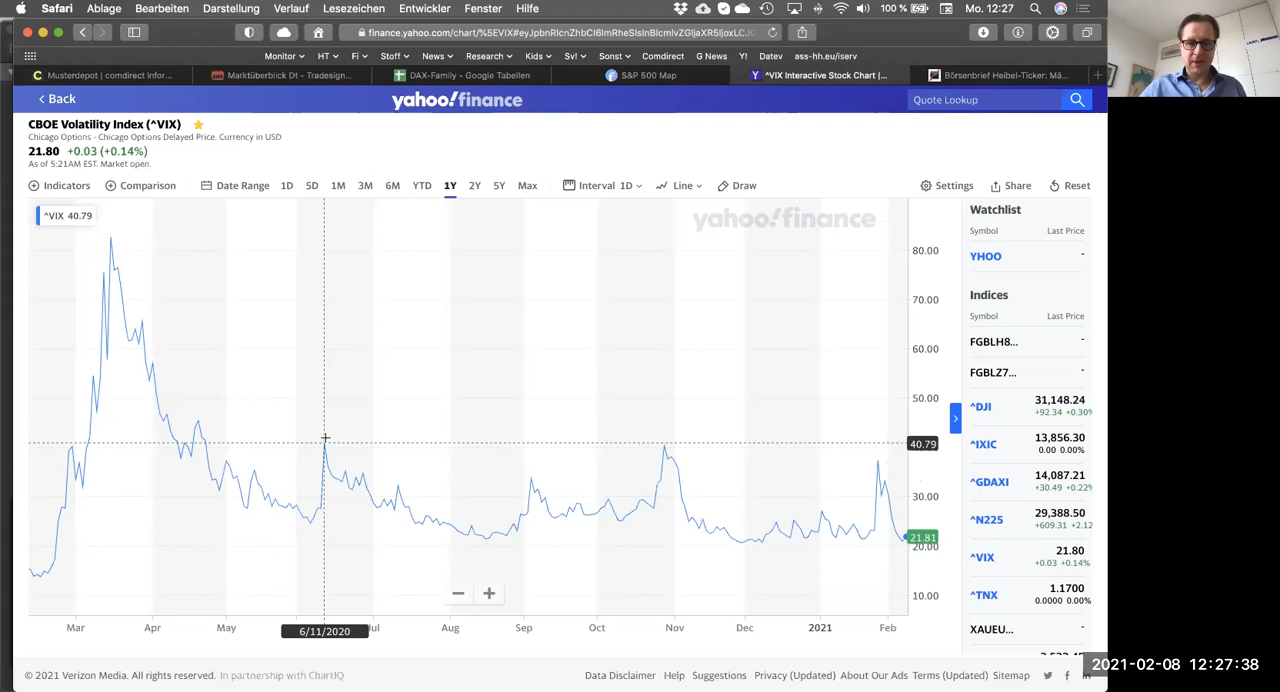 Safari Ablage Bearbeiten Darstellung Verlauf Lesezeichen Entwickler Fenster Hilfe 100 % Mo. 12:27
finance.yahoo.com/chart/%5EVIX#eyJpbnRlcnZhbCI6ImRheSIsInBlcmlvZGljaXR5IjoxLCJ0
Monitor HT Fi Stoff News Research Kids Sv! Sonst Comdirect G News Y! Datev ass-hh.eu/iserv
Musterdepot | comdirect Infor... Marktüberblick Dt - Tradesign... DAX-Family - Google Tabellen S&P 500 Map ^VIX Interactive Stock Chart |... Börsenbrief Heibel-Ticker: Mä...
Back yahoo!finance Quote Lookup
CBOE Volatility Index (^VIX)
Chicago Options - Chicago Options Delayed Price. Currency in USD
21.80 +0.03 (+0.14%)
As of 5:21AM EST. Market open.
Indicators Comparison Date Range 1D 5D 1M 3M 6M YTD 1Y 2Y 5Y Max Interval 1D Line Draw Settings Share Reset
^VIX 40.79
yahoo!finance
80.00
70.00
60.00
50.00
40.79
30.00
21.81
20.00
10.00
Mar Apr May 6/11/2020 Jul Aug Sep Oct Nov Dec 2021 Feb
Watchlist
Symbol Last Price
YHOO -
Indices
Symbol Last Price
FGBLH8... -
FGBLZ7... -
^DJI 31,148.24
+92.34 +0.30%
^IXIC 13,856.30
0.00 0.00%
^GDAXI 14,087.21
+30.49 +0.22%
^N225 29,388.50
+609.31 +2.12
^VIX 21.80
+0.03 +0.14%
^TNX 1.1700
0.0000 0.00%
XAUEU... -
© 2021 Verizon Media. All rights reserved. In partnership with ChartIQ
Data Disclaimer Help Suggestions Privacy (Updated) About Our Ads Terms (Updated) Sitemap
2021-02-08 12:27:38